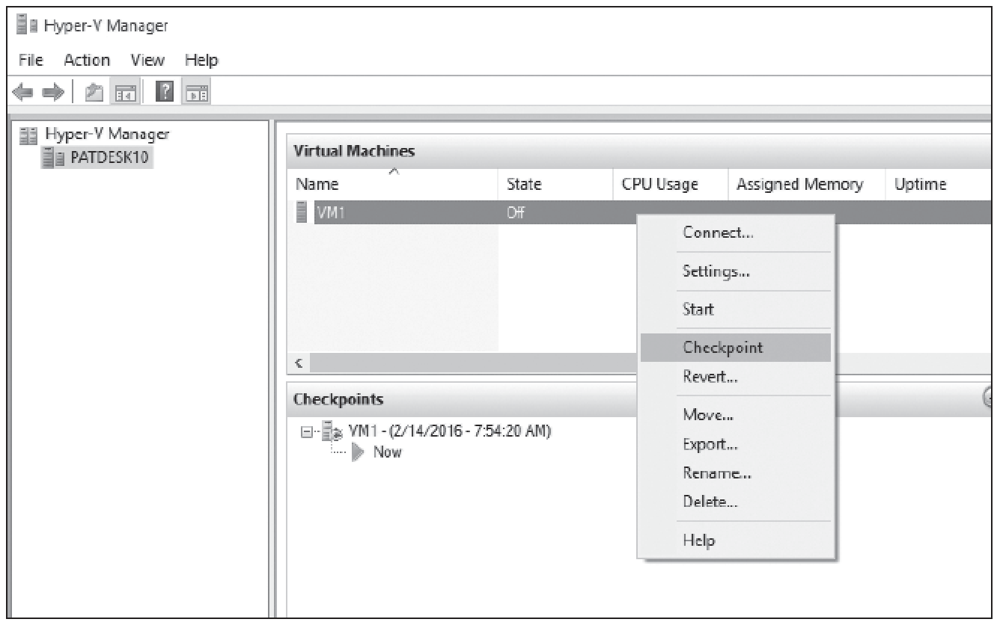 Hyper-V Manager
File Action View Help
?
Hyper-V Manager
PATDESK10
Virtual Machines
Name State CPU Usage Assigned Memory Uptime
VM1 Off
Connect...
Settings...
Start
Checkpoint
Revert...
Move...
Export...
Rename...
Delete...
Help
Checkpoints
VM1 - (2/14/2016 - 7:54:20 AM)
Now